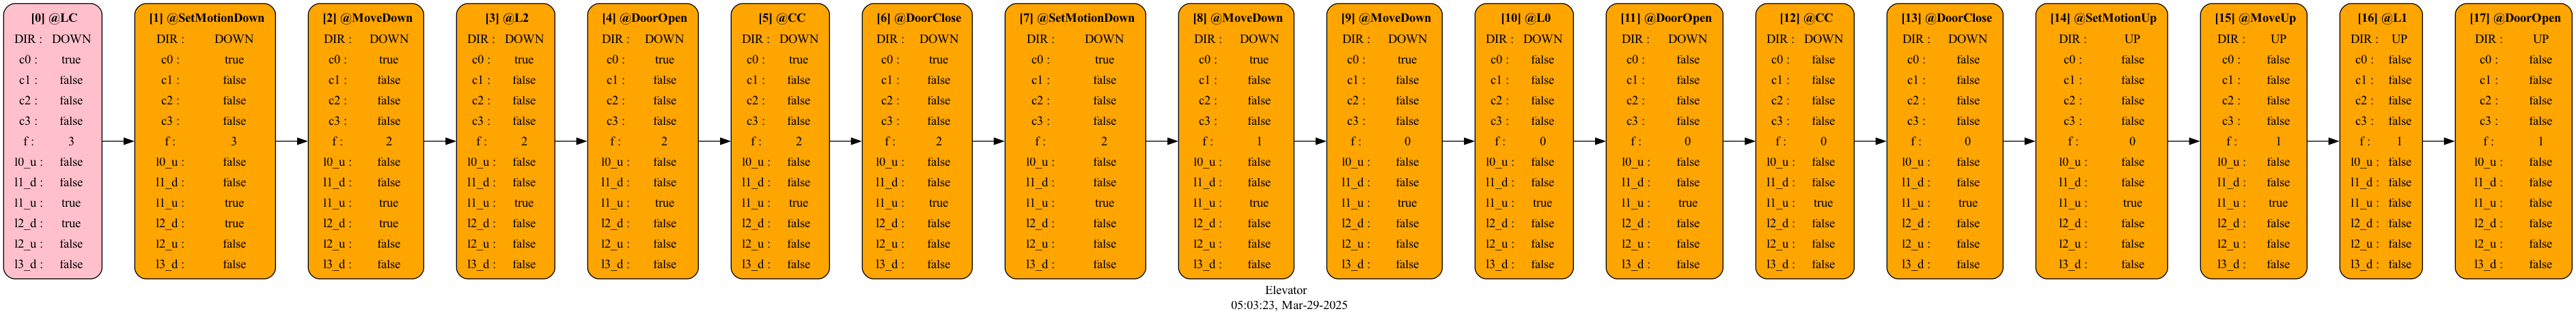 [0] @LC
DIR : DOWN
c0 : true
c1 : false
c2 : false
c3 : false
f : 3
l0_u : false
l1_d : false
l1_u : true
l2_d : true
l2_u : false
l3_d : false
[1] @SetMotionDown
DIR : DOWN
c0 : true
c1 : false
c2 : false
c3 : false
f : 3
l0_u : false
l1_d : false
l1_u : true
l2_d : true
l2_u : false
l3_d : false
[2] @MoveDown
DIR : DOWN
c0 : true
c1 : false
c2 : false
c3 : false
f : 2
l0_u : false
l1_d : false
l1_u : true
l2_d : true
l2_u : false
l3_d : false
[3] @L2
DIR : DOWN
c0 : true
c1 : false
c2 : false
c3 : false
f : 2
l0_u : false
l1_d : false
l1_u : true
l2_d : false
l2_u : false
l3_d : false
[4] @DoorOpen
DIR : DOWN
c0 : true
c1 : false
c2 : false
c3 : false
f : 2
l0_u : false
l1_d : false
l1_u : true
l2_d : false
l2_u : false
l3_d : false
[5] @CC
DIR : DOWN
c0 : true
c1 : false
c2 : false
c3 : false
f : 2
l0_u : false
l1_d : false
l1_u : true
l2_d : false
l2_u : false
l3_d : false
[6] @DoorClose
DIR : DOWN
c0 : true
c1 : false
c2 : false
c3 : false
f : 2
l0_u : false
l1_d : false
l1_u : true
l2_d : false
l2_u : false
l3_d : false
[7] @SetMotionDown
DIR : DOWN
c0 : true
c1 : false
c2 : false
c3 : false
f : 2
l0_u : false
l1_d : false
l1_u : true
l2_d : false
l2_u : false
l3_d : false
[8] @MoveDown
DIR : DOWN
c0 : true
c1 : false
c2 : false
c3 : false
f : 1
l0_u : false
l1_d : false
l1_u : true
l2_d : false
l2_u : false
l3_d : false
[9] @MoveDown
DIR : DOWN
c0 : true
c1 : false
c2 : false
c3 : false
f : 0
l0_u : false
l1_d : false
l1_u : true
l2_d : false
l2_u : false
l3_d : false
[10] @L0
DIR : DOWN
c0 : false
c1 : false
c2 : false
c3 : false
f : 0
l0_u : false
l1_d : false
l1_u : true
l2_d : false
l2_u : false
l3_d : false
[11] @DoorOpen
DIR : DOWN
c0 : false
c1 : false
c2 : false
c3 : false
f : 0
l0_u : false
l1_d : false
l1_u : true
l2_d : false
l2_u : false
l3_d : false
[12] @CC
DIR : DOWN
c0 : false
c1 : false
c2 : false
c3 : false
f : 0
l0_u : false
l1_d : false
l1_u : true
l2_d : false
l2_u : false
l3_d : false
[13] @DoorClose
DIR : DOWN
c0 : false
c1 : false
c2 : false
c3 : false
f : 0
l0_u : false
l1_d : false
l1_u : true
l2_d : false
l2_u : false
l3_d : false
[14] @SetMotionUp
DIR : UP
c0 : false
c1 : false
c2 : false
c3 : false
f : 0
l0_u : false
l1_d : false
l1_u : true
l2_d : false
l2_u : false
l3_d : false
[15] @MoveUp
DIR : UP
c0 : false
c1 : false
c2 : false
c3 : false
f : 1
l0_u : false
l1_d : false
l1_u : true
l2_d : false
l2_u : false
l3_d : false
[16] @L1
DIR : UP
c0 : false
c1 : false
c2 : false
c3 : false
f : 1
l0_u : false
l1_d : false
l1_u : false
l2_d : false
l2_u : false
l3_d : false
[17] @DoorOpen
DIR : UP
c0 : false
c1 : false
c2 : false
c3 : false
f : 1
l0_u : false
l1_d : false
l1_u : false
l2_d : false
l2_u : false
l3_d : false
Elevator
05:03:23, Mar-29-2025